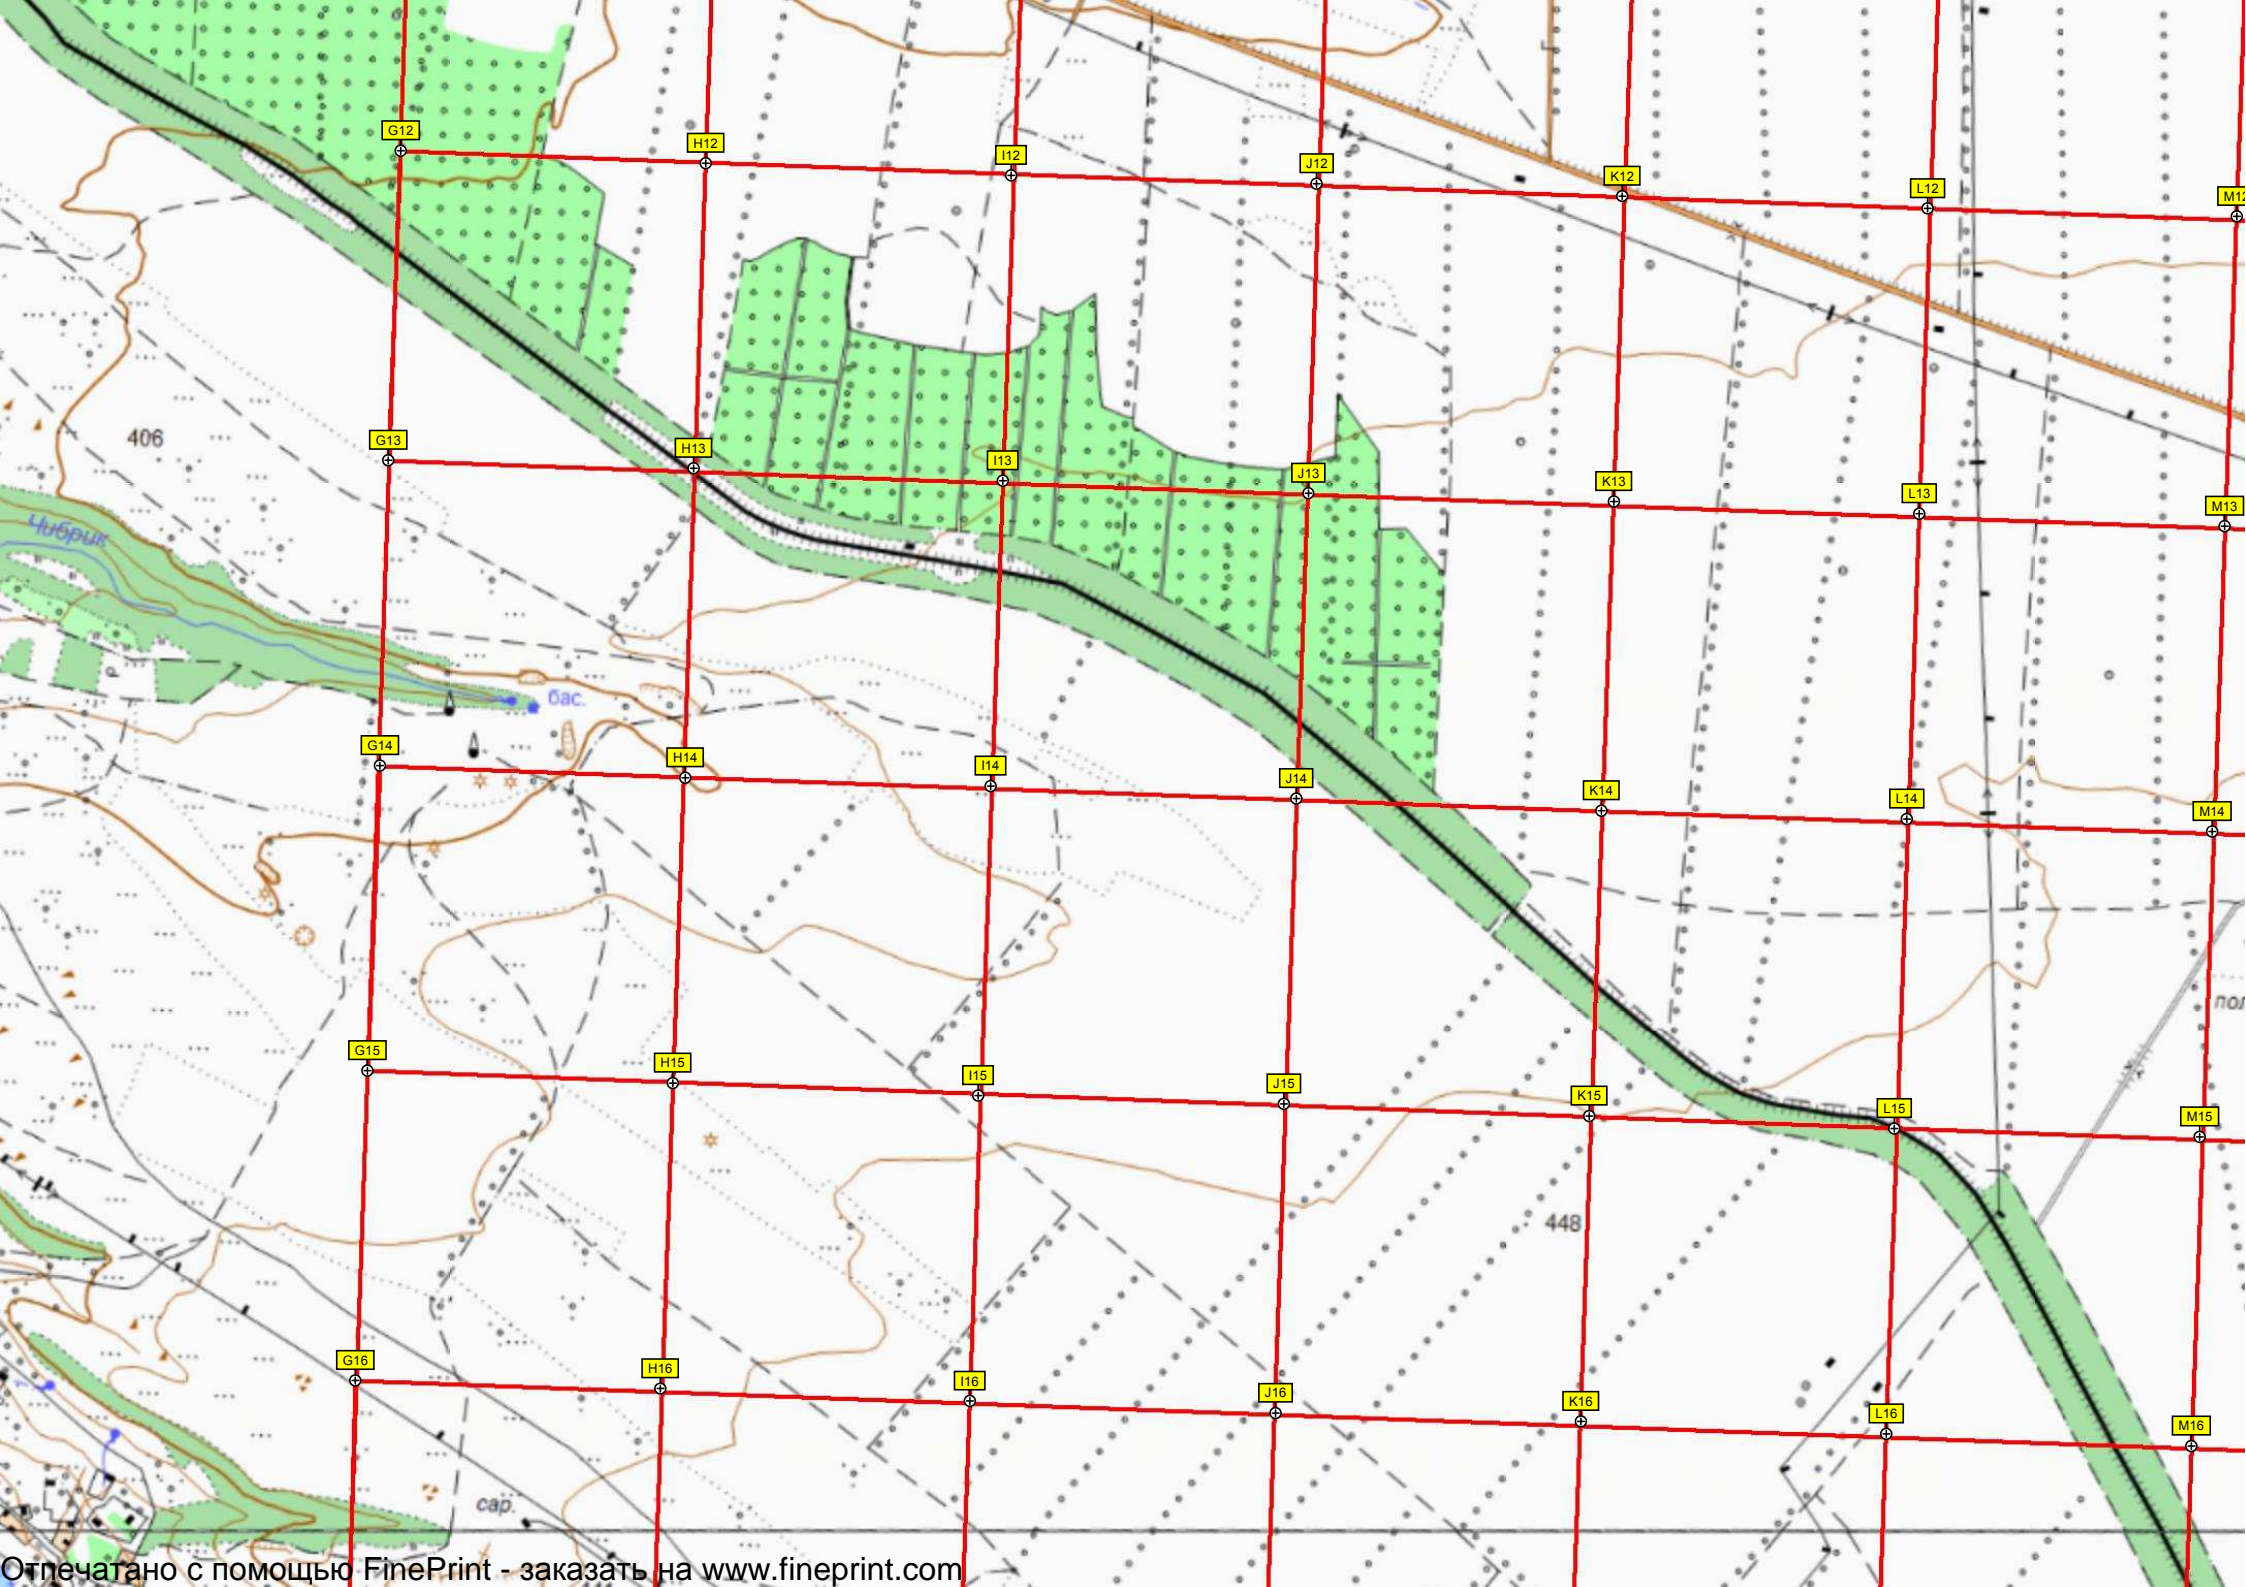 G12
H12
I12
J12
K12
L12
M12
406
G13
H13
I13
J13
K13
L13
M13
Чибрик
бас.
G14
H14
I14
J14
K14
L14
M14
пол
G15
H15
I15
J15
K15
L15
M15
448
G16
H16
I16
J16
K16
L16
M16
сар.
Отпечатано с помощью FinePrint - заказать на www.fineprint.com